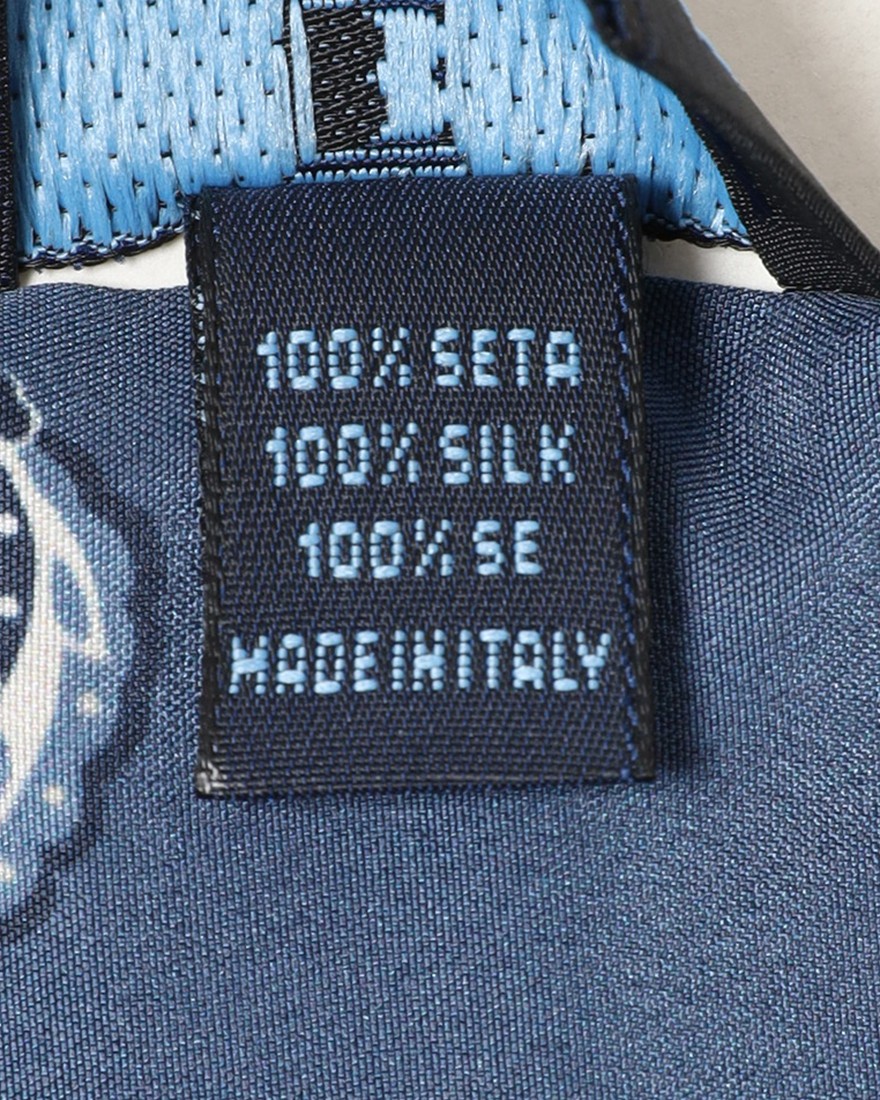 100% SETA
100% SILK
100% SE
MADE IN ITALY